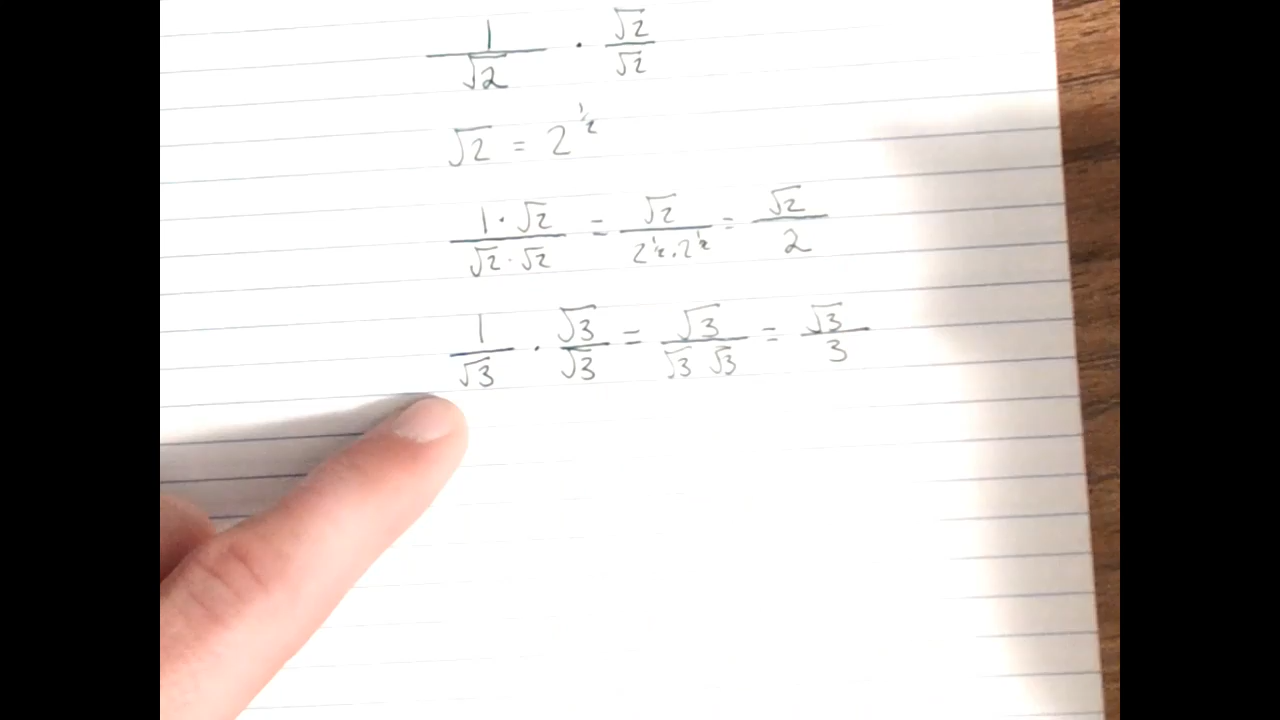 1/√2 · √2/√2
√2 = 2^1/2
1·√2/√2·√2 = √2/2^1/2·2^1/2 = √2/2
1/√3 · √3/√3 = √3/√3 √3 = √3/3